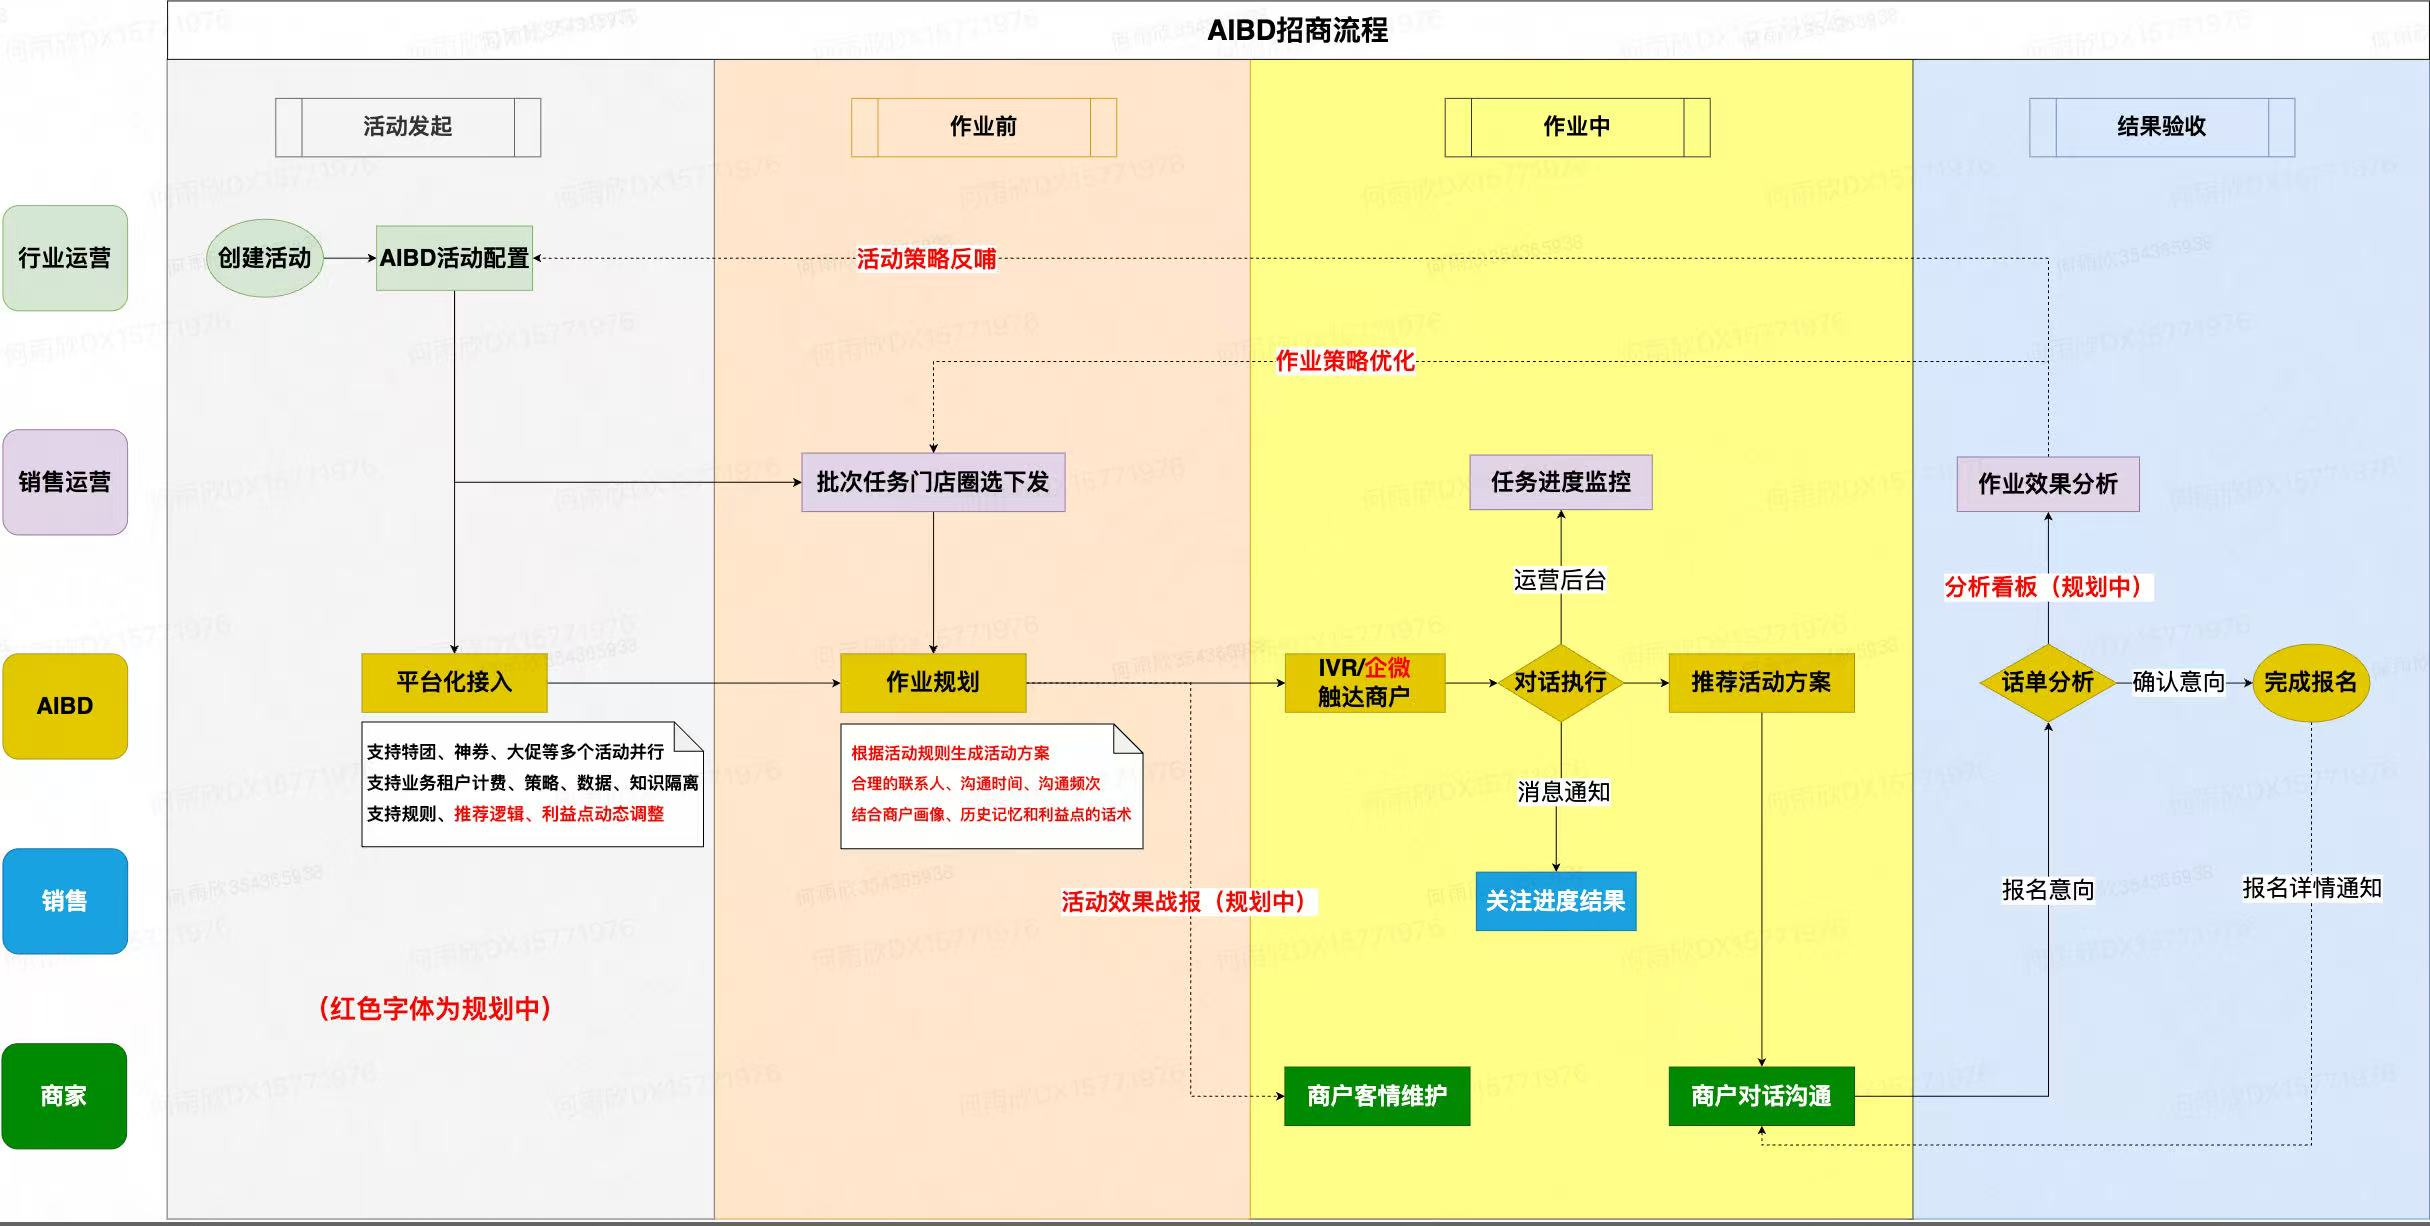 AIBD招商流程
活动发起
作业前
作业中
结果验收
行业运营
创建活动
AIBD活动配置
活动策略反哺
作业策略优化
销售运营
批次任务门店圈选下发
任务进度监控
作业效果分析
运营后台
分析看板（规划中）
AIBD
平台化接入
作业规划
IVR/企微
触达商户
对话执行
推荐活动方案
话单分析
确认意向
完成报名
支持特团、神券、大促等多个活动并行
支持业务租户计费、策略、数据、知识隔离
支持规则、推荐逻辑、利益点动态调整
根据活动规则生成活动方案
合理的联系人、沟通时间、沟通频次
结合商户画像、历史记忆和利益点的话术
消息通知
销售
活动效果战报（规划中）
关注进度结果
报名意向
报名详情通知
（红色字体为规划中）
商家
商户客情维护
商户对话沟通
何雨欣DX15771976
何雨欣354365938